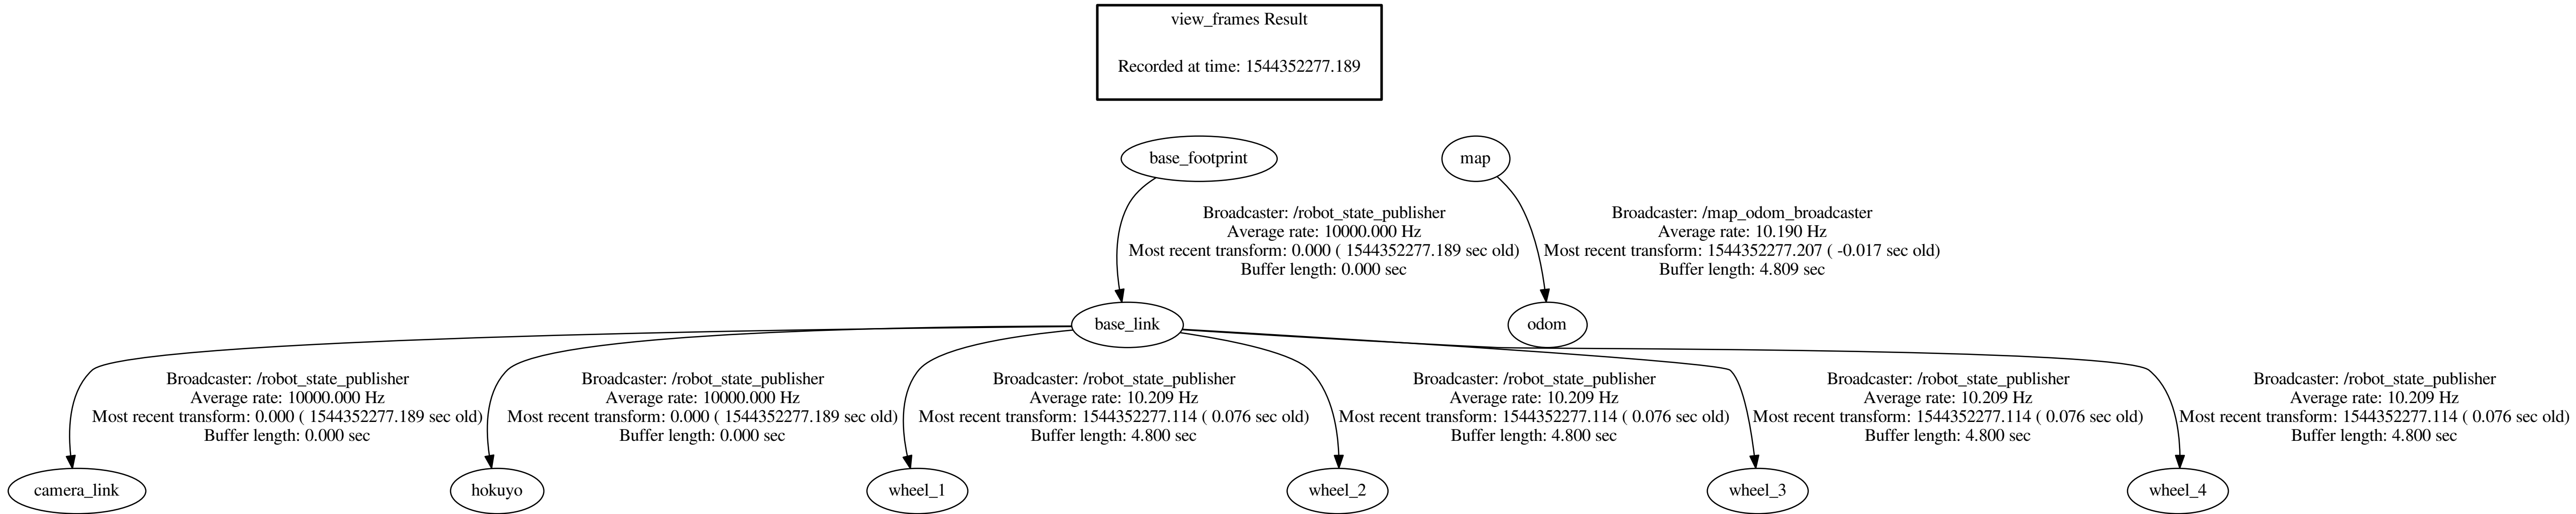 view_frames Result
Recorded at time: 1544352277.189
base_footprint
map
Broadcaster: /robot_state_publisher
Average rate: 10000.000 Hz
Most recent transform: 0.000 ( 1544352277.189 sec old)
Buffer length: 0.000 sec
Broadcaster: /map_odom_broadcaster
Average rate: 10.190 Hz
Most recent transform: 1544352277.207 ( -0.017 sec old)
Buffer length: 4.809 sec
base_link
odom
Broadcaster: /robot_state_publisher
Average rate: 10000.000 Hz
Most recent transform: 0.000 ( 1544352277.189 sec old)
Buffer length: 0.000 sec
Broadcaster: /robot_state_publisher
Average rate: 10000.000 Hz
Most recent transform: 0.000 ( 1544352277.189 sec old)
Buffer length: 0.000 sec
Broadcaster: /robot_state_publisher
Average rate: 10.209 Hz
Most recent transform: 1544352277.114 ( 0.076 sec old)
Buffer length: 4.800 sec
Broadcaster: /robot_state_publisher
Average rate: 10.209 Hz
Most recent transform: 1544352277.114 ( 0.076 sec old)
Buffer length: 4.800 sec
Broadcaster: /robot_state_publisher
Average rate: 10.209 Hz
Most recent transform: 1544352277.114 ( 0.076 sec old)
Buffer length: 4.800 sec
Broadcaster: /robot_state_publisher
Average rate: 10.209 Hz
Most recent transform: 1544352277.114 ( 0.076 sec old)
Buffer length: 4.800 sec
camera_link
hokuyo
wheel_1
wheel_2
wheel_3
wheel_4